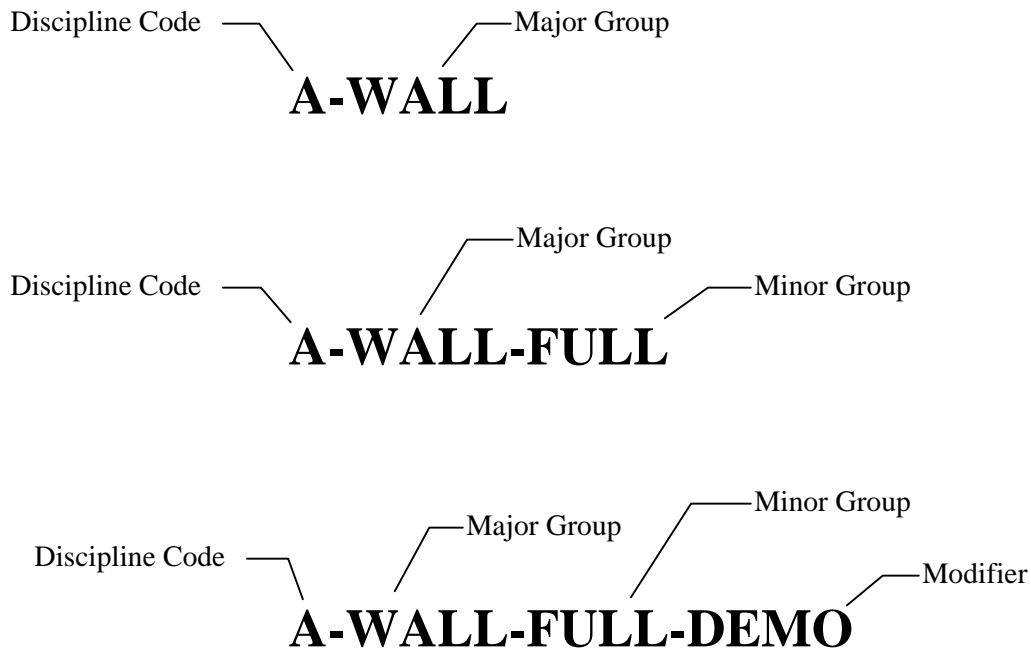 Discipline Code Major Group
A-WALL
Major Group
Discipline Code Minor Group
A-WALL-FULL
Minor Group
Major Group
Discipline Code
Modifier
A-WALL-FULL-DEMO